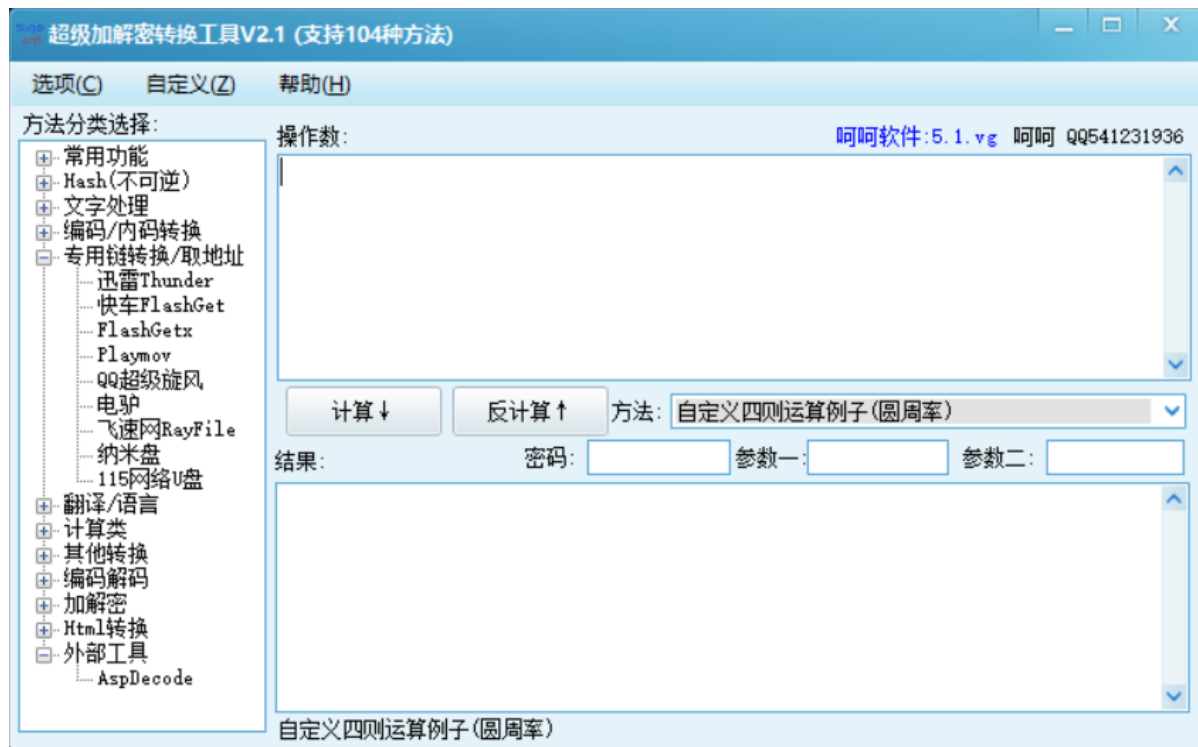 超级加解密转换工具V2.1 (支持104种方法)
选项(C) 自定义(Z) 帮助(H)
方法分类选择:
常用功能
Hash(不可逆)
文字处理
编码/内码转换
专用链转换/取地址
迅雷Thunder
快车FlashGet
FlashGetx
Playmov
QQ超级旋风
电驴
飞速网RayFile
纳米盘
115网络U盘
翻译/语言
计算类
其他转换
编码解码
加解密
Html转换
外部工具
AspDecode
操作数: 呵呵软件:5.1.vg 呵呵 QQ541231936
计算↓ 反计算↑ 方法: 自定义四则运算例子(圆周率)
结果: 密码: 参数一: 参数二:
自定义四则运算例子(圆周率)